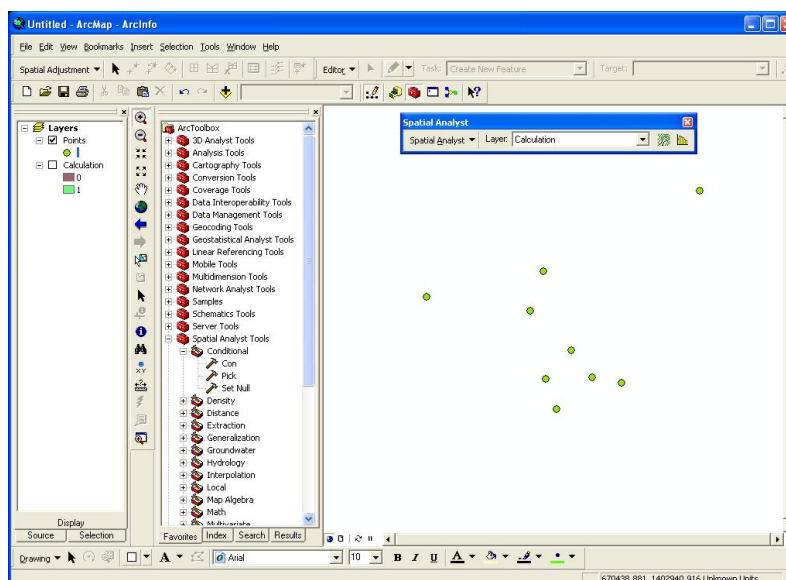 Untitled - ArcMap - ArcInfo
File Edit View Bookmarks Insert Selection Tools Window Help
Spatial Adjustment Editor Task: Create New Feature Target:
Layers
Points
Calculation
0
1
Display
Source Selection
ArcToolbox
3D Analyst Tools
Analysis Tools
Cartography Tools
Conversion Tools
Coverage Tools
Data Interoperability Tools
Data Management Tools
Geocoding Tools
Geostatistical Analyst Tools
Linear Referencing Tools
Mobile Tools
Multidimension Tools
Network Analyst Tools
Samples
Schematics Tools
Server Tools
Spatial Analyst Tools
Conditional
Con
Pick
Set Null
Density
Distance
Extraction
Generalization
Groundwater
Hydrology
Interpolation
Local
Map Algebra
Math
Multivariate
Favorites Index Search Results
Spatial Analyst
Spatial Analyst Layer: Calculation
Drawing A Arial 10 B I U A
670438.881 1402940.916 Unknown Units